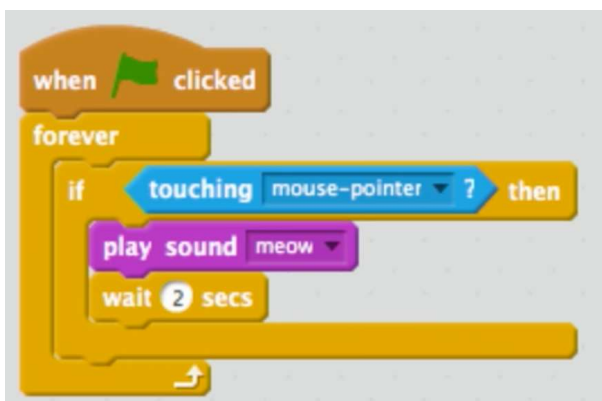 when clicked
forever
if touching mouse-pointer ? then
play sound meow
wait 2 secs